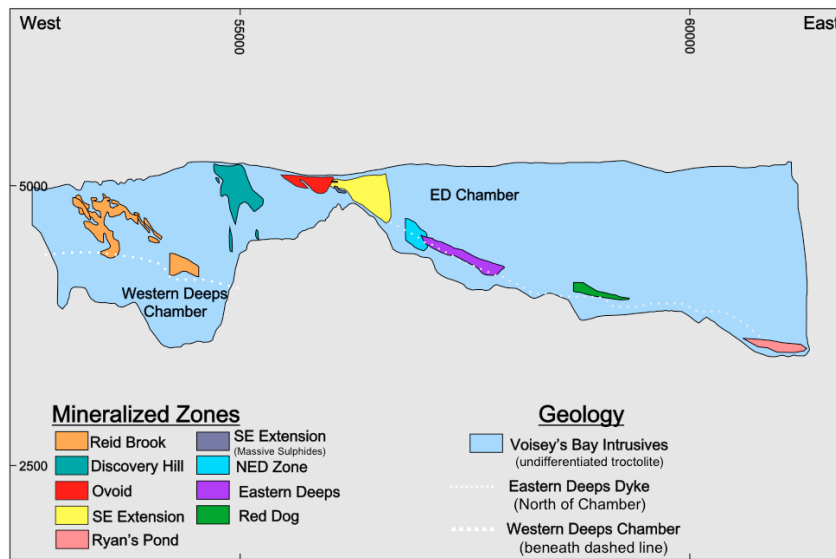 West
55000
60000
East
5000
ED Chamber
Western Deeps
Chamber
2500
Mineralized Zones
Reid Brook
Discovery Hill
Ovoid
SE Extension
Ryan's Pond
SE Extension
(Massive Sulphides)
NED Zone
Eastern Deeps
Red Dog
Geology
Voisey's Bay Intrusives
(undifferentiated troctolite)
Eastern Deeps Dyke
(North of Chamber)
Western Deeps Chamber
(beneath dashed line)